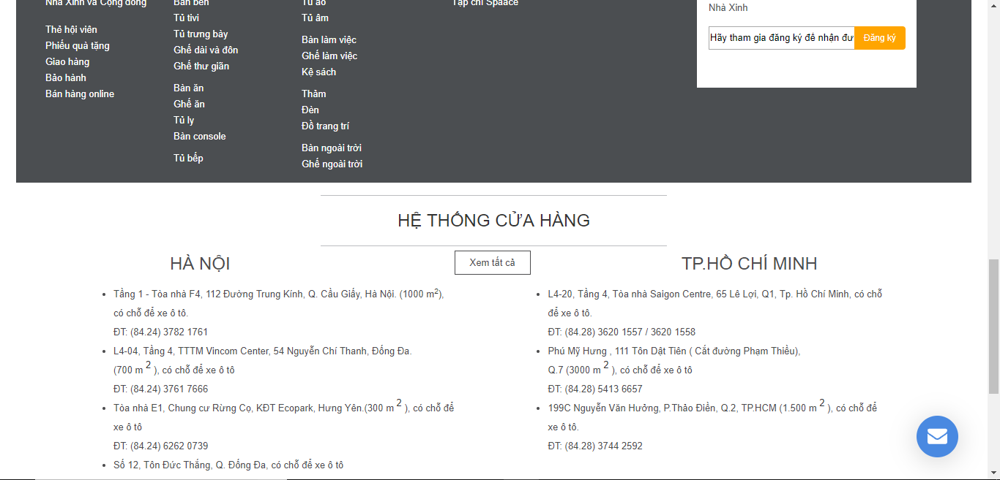 Nhà Xinh và Cộng đồng
Thẻ hội viên
Phiếu quà tặng
Giao hàng
Bảo hành
Bán hàng online
Bàn bên
Tủ tivi
Tủ trưng bày
Ghế dài và đôn
Ghế thư giãn
Bàn ăn
Ghế ăn
Tủ ly
Bàn console
Tủ bếp
Tủ áo
Tủ âm
Bàn làm việc
Ghế làm việc
Kệ sách
Thảm
Đèn
Đồ trang trí
Bàn ngoài trời
Ghế ngoài trời
Tạp chí Spaace
Nhà Xinh
Hãy tham gia đăng ký để nhận đư Đăng ký
HỆ THỐNG CỬA HÀNG
Xem tất cả
HÀ NỘI
Tầng 1 - Tòa nhà F4, 112 Đường Trung Kính, Q. Cầu Giấy, Hà Nội. (1000 m²),
có chỗ để xe ô tô.
ĐT: (84.24) 3782 1761
L4-04, Tầng 4, TTTM Vincom Center, 54 Nguyễn Chí Thanh, Đống Đa.
(700 m ² ), có chỗ để xe ô tô
ĐT: (84.24) 3761 7666
Tòa nhà E1, Chung cư Rừng Cọ, KĐT Ecopark, Hưng Yên.(300 m ² ), có chỗ để
xe ô tô
ĐT: (84.24) 6262 0739
Số 12, Tôn Đức Thắng, Q. Đống Đa, có chỗ để xe ô tô
TP.HỒ CHÍ MINH
L4-20, Tầng 4, Tòa nhà Saigon Centre, 65 Lê Lợi, Q1, Tp. Hồ Chí Minh, có chỗ
để xe ô tô.
ĐT: (84.28) 3620 1557 / 3620 1558
Phú Mỹ Hưng , 111 Tôn Dật Tiên ( Cắt đường Phạm Thiều),
Q.7 (3000 m ² ), có chỗ để xe ô tô
ĐT: (84.28) 5413 6657
199C Nguyễn Văn Hưởng, P.Thảo Điền, Q.2, TP.HCM (1.500 m ² ), có chỗ để
xe ô tô.
ĐT: (84.28) 3744 2592